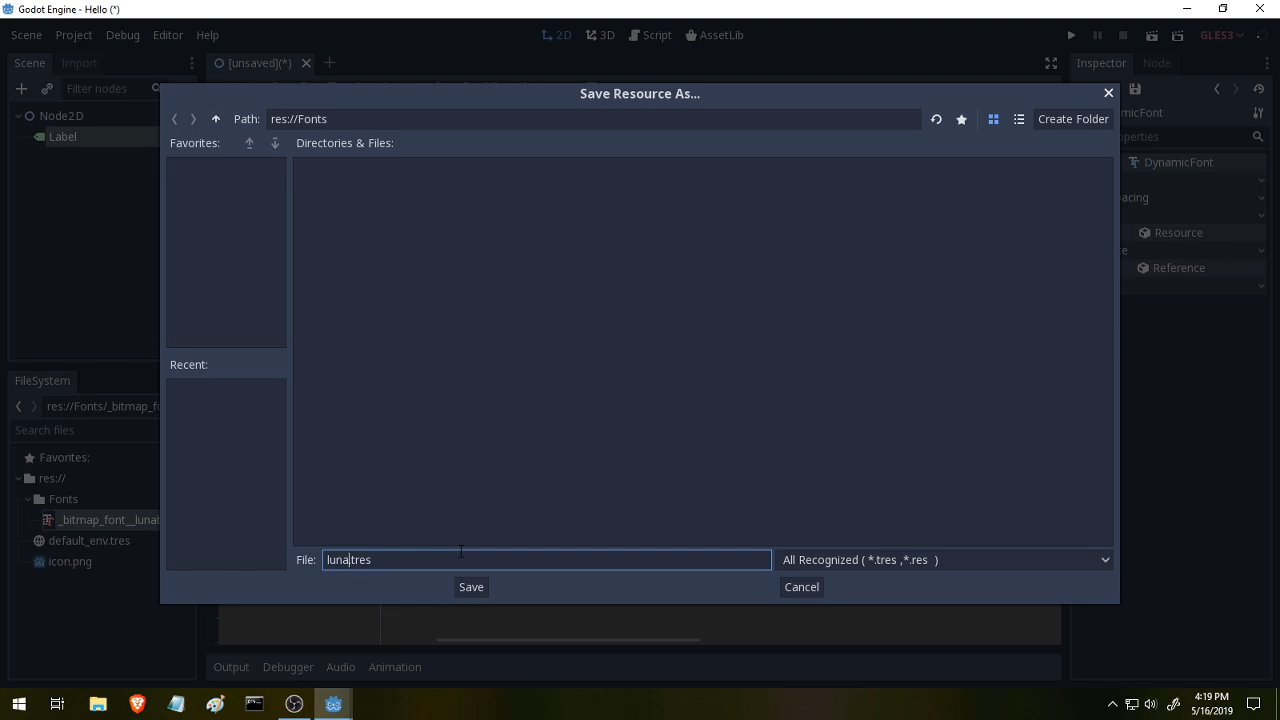 Godot Engine - Hello (*)
Scene Project Debug Editor Help 2D 3D Script AssetLib GLES3
Scene Import [unsaved](*) Inspector Node
Filter nodes
Save Resource As...
Node2D
Label
Path: res://Fonts Create Folder
Favorites: Directories & Files:
DynamicFont
Resource
Reference
Recent:
FileSystem
res://Fonts/_bitmap_fo
Search files
Favorites:
res://
Fonts
_bitmap_font__lunab
default_env.tres
icon.png
File: luna.tres All Recognized ( *.tres ,*.res )
Save Cancel
Output Debugger Audio Animation
4:19 PM
5/16/2019